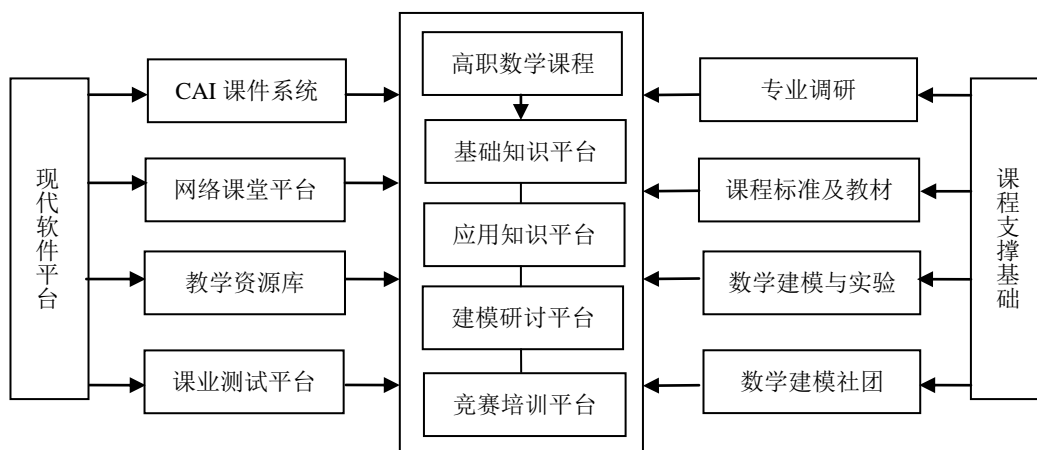 现代软件平台
CAI 课件系统
网络课堂平台
教学资源库
课业测试平台
高职数学课程
基础知识平台
应用知识平台
建模研讨平台
竞赛培训平台
专业调研
课程标准及教材
数学建模与实验
数学建模社团
课程支撑基础